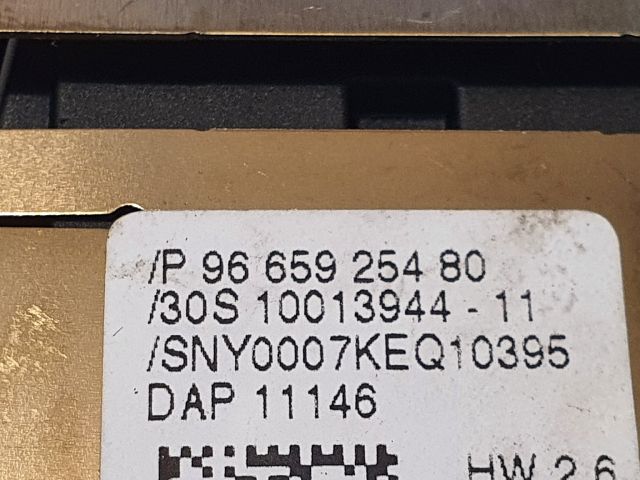 /P 96 659 254 80
/30S 10013944 - 11
/SNY0007KEQ10395
DAP 11146
HW 2.6